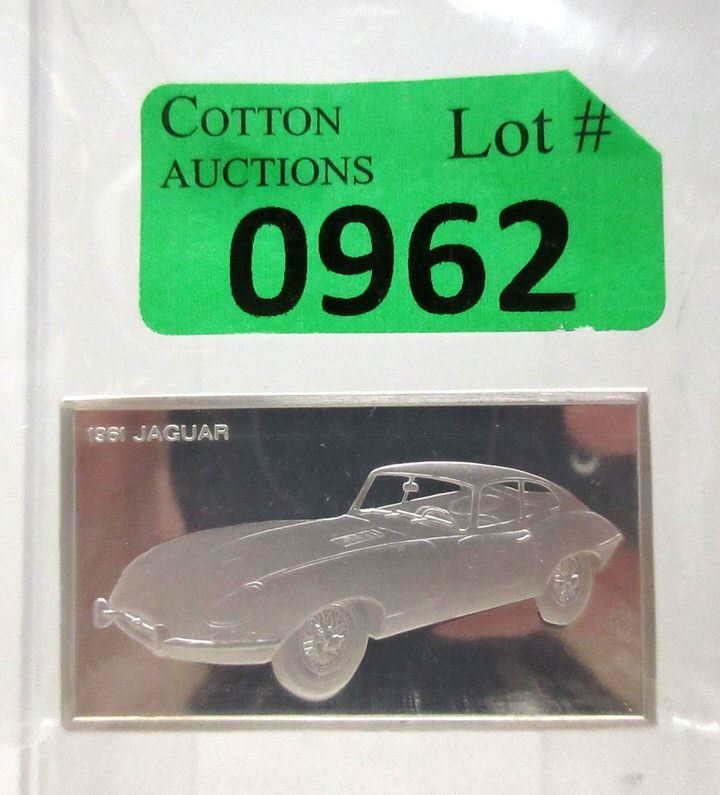 COTTON
AUCTIONS
Lot #
0962
1961 JAGUAR